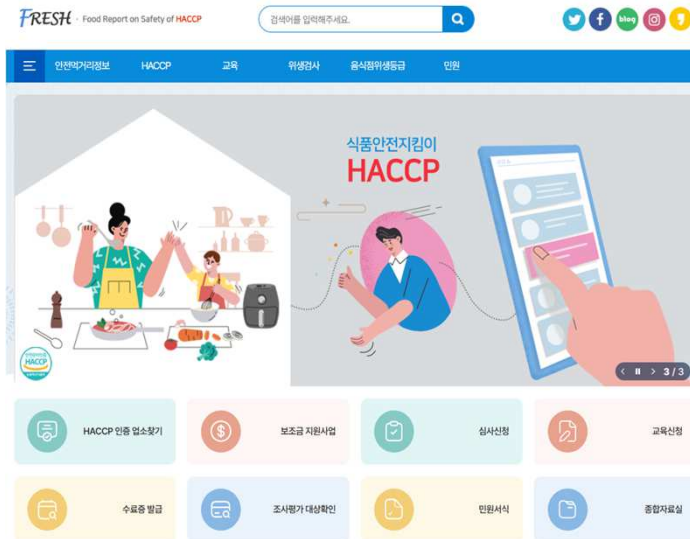 FRESH · Food Report on Safety of HACCP
검색어를 입력해주세요.
blog
안전먹거리정보 HACCP 교육 위생검사 음식점위생등급 민원
식품안전지킴이
HACCP
HACCP
3 / 3
HACCP 인증 업소찾기
보조금 지원사업
심사신청
교육신청
수료증 발급
조사평가 대상확인
민원서식
종합자료실